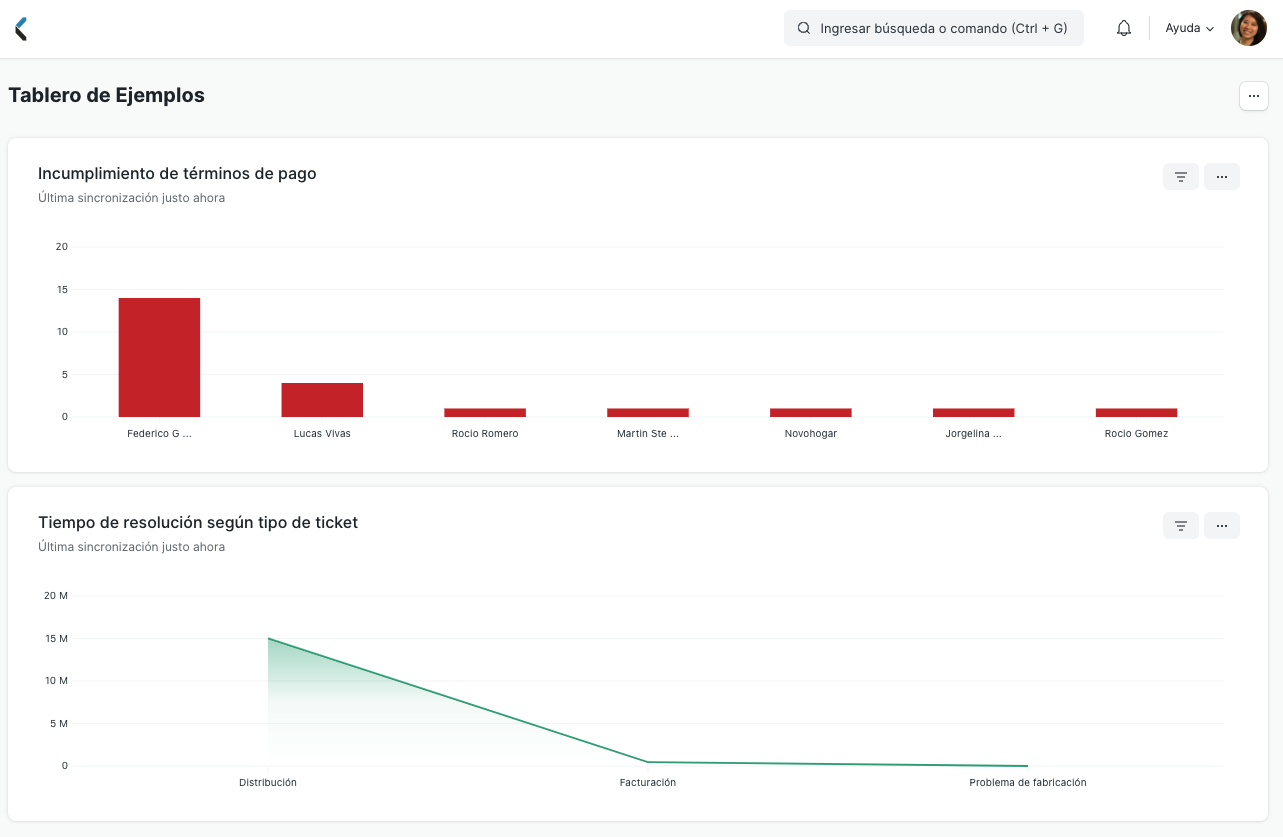 Ingresar búsqueda o comando (Ctrl + G)
Ayuda
Tablero de Ejemplos
Incumplimiento de términos de pago
Última sincronización justo ahora
20
15
10
5
0
Federico G ...
Lucas Vivas
Rocio Romero
Martin Ste ...
Novohogar
Jorgelina ...
Rocio Gomez
Tiempo de resolución según tipo de ticket
Última sincronización justo ahora
20 M
15 M
10 M
5 M
0
Distribución
Facturación
Problema de fabricación